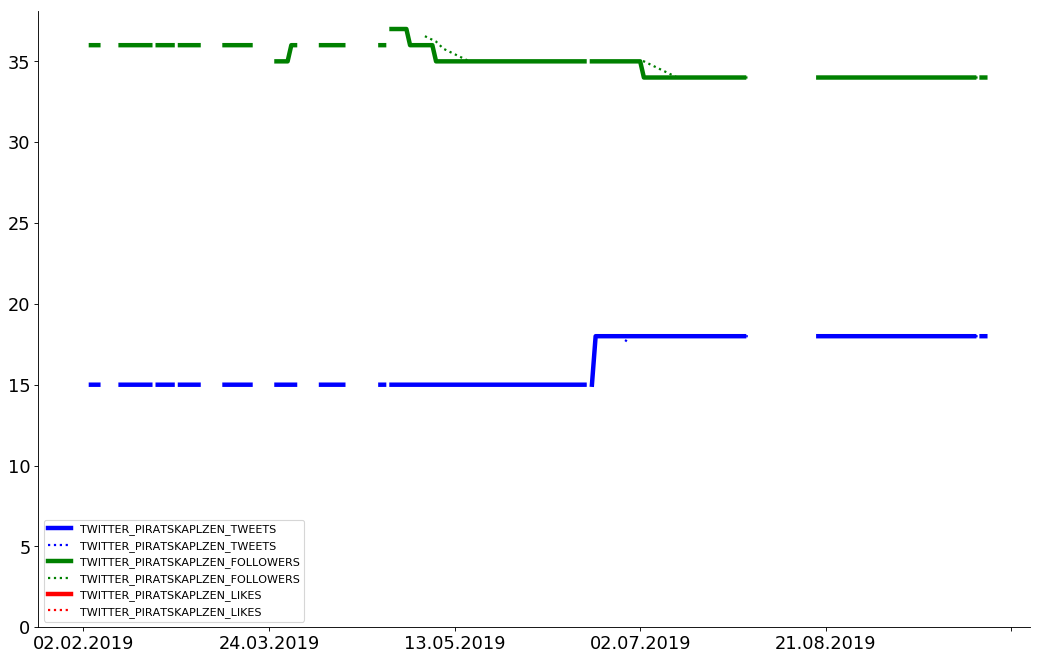 35
30
25
20
15
10
5
0
TWITTER_PIRATSKAPLZEN_TWEETS
TWITTER_PIRATSKAPLZEN_TWEETS
TWITTER_PIRATSKAPLZEN_FOLLOWERS
TWITTER_PIRATSKAPLZEN_FOLLOWERS
TWITTER_PIRATSKAPLZEN_LIKES
TWITTER_PIRATSKAPLZEN_LIKES
02.02.2019 24.03.2019 13.05.2019 02.07.2019 21.08.2019